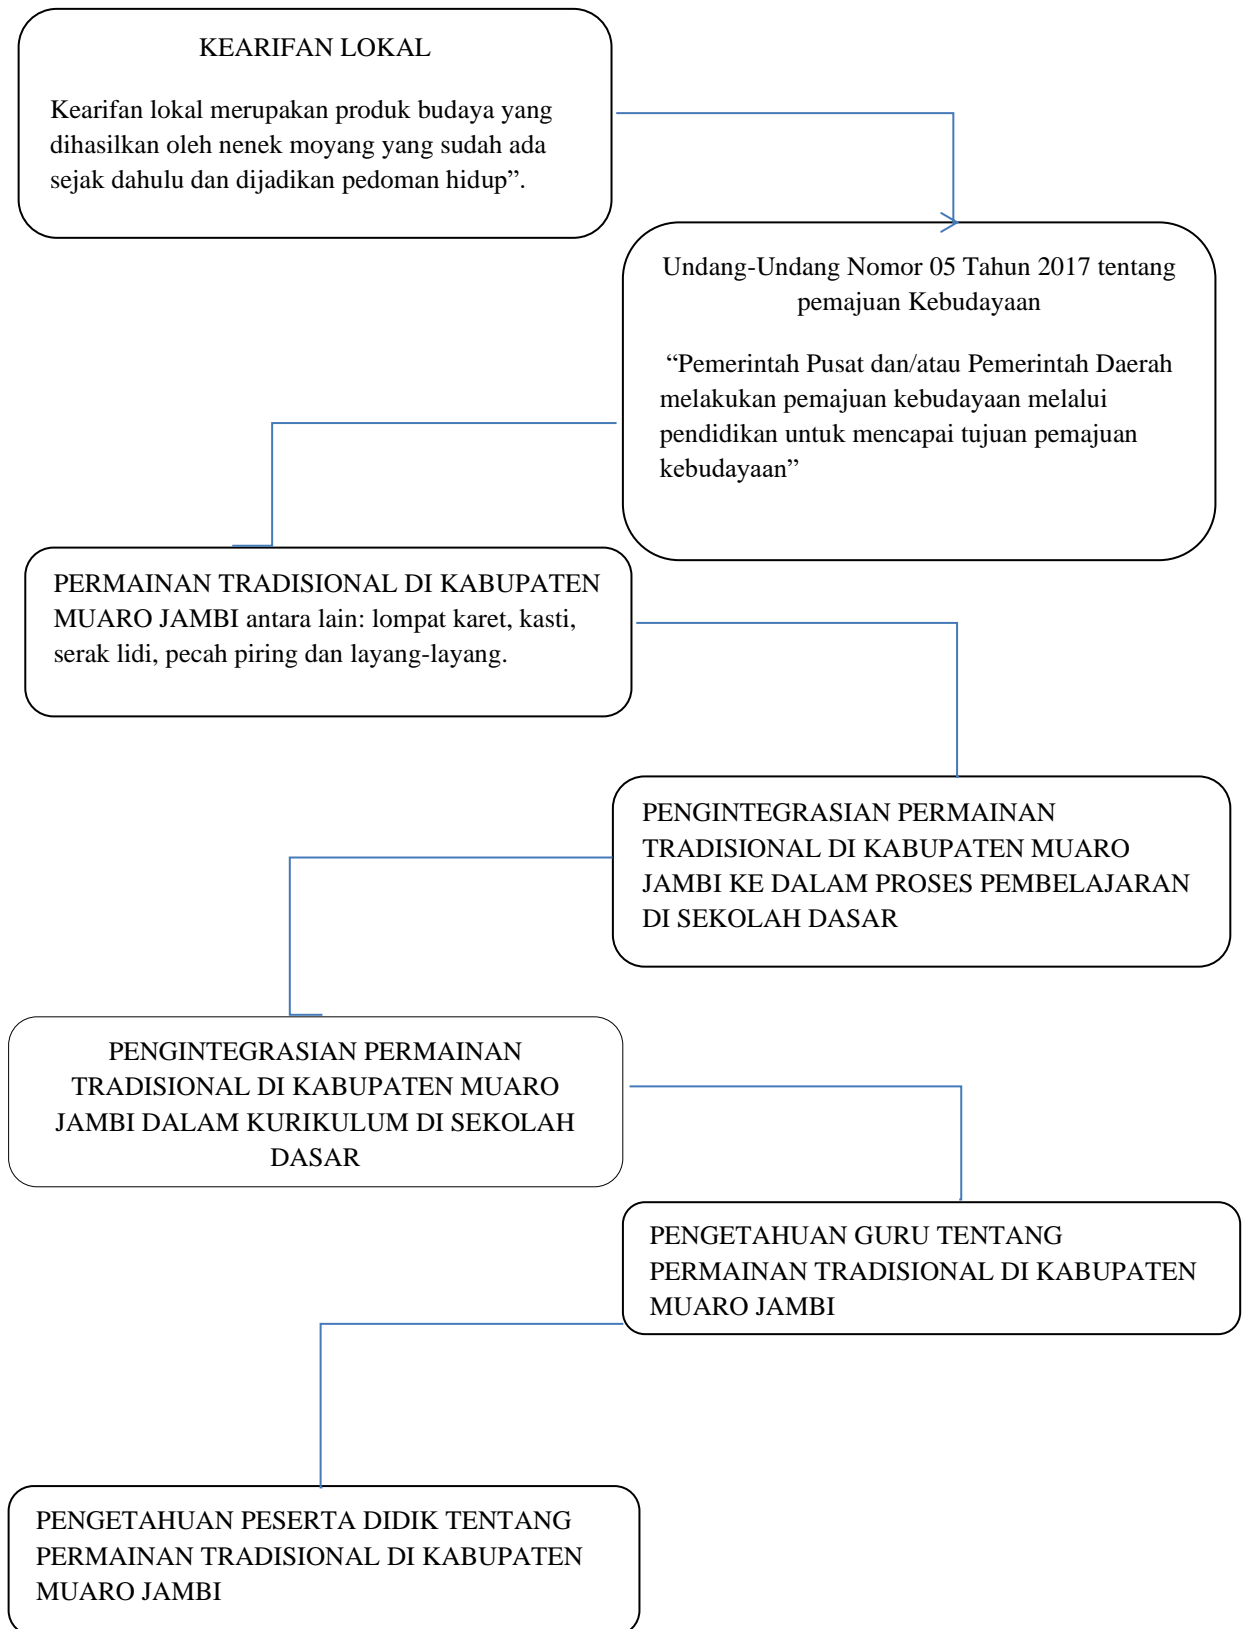 KEARIFAN LOKAL
Kearifan lokal merupakan produk budaya yang
dihasilkan oleh nenek moyang yang sudah ada
sejak dahulu dan dijadikan pedoman hidup”.
Undang-Undang Nomor 05 Tahun 2017 tentang
pemajuan Kebudayaan
“Pemerintah Pusat dan/atau Pemerintah Daerah
melakukan pemajuan kebudayaan melalui
pendidikan untuk mencapai tujuan pemajuan
kebudayaan”
PERMAINAN TRADISIONAL DI KABUPATEN
MUARO JAMBI antara lain: lompat karet, kasti,
serak lidi, pecah piring dan layang-layang.
PENGINTEGRASIAN PERMAINAN
TRADISIONAL DI KABUPATEN MUARO
JAMBI KE DALAM PROSES PEMBELAJARAN
DI SEKOLAH DASAR
PENGINTEGRASIAN PERMAINAN
TRADISIONAL DI KABUPATEN MUARO
JAMBI DALAM KURIKULUM DI SEKOLAH
DASAR
PENGETAHUAN GURU TENTANG
PERMAINAN TRADISIONAL DI KABUPATEN
MUARO JAMBI
PENGETAHUAN PESERTA DIDIK TENTANG
PERMAINAN TRADISIONAL DI KABUPATEN
MUARO JAMBI